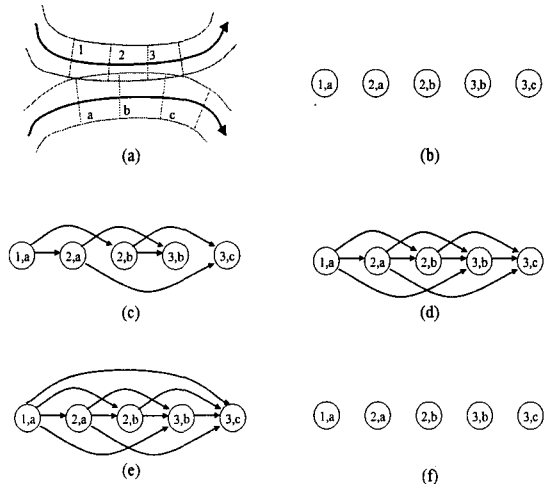 1 2 3
a b c
(a)
1,a 2,a 2,b 3,b 3,c
(b)
1,a 2,a 2,b 3,b 3,c
(c)
1,a 2,a 2,b 3,b 3,c
(d)
1,a 2,a 2,b 3,b 3,c
(e)
1,a 2,a 2,b 3,b 3,c
(f)